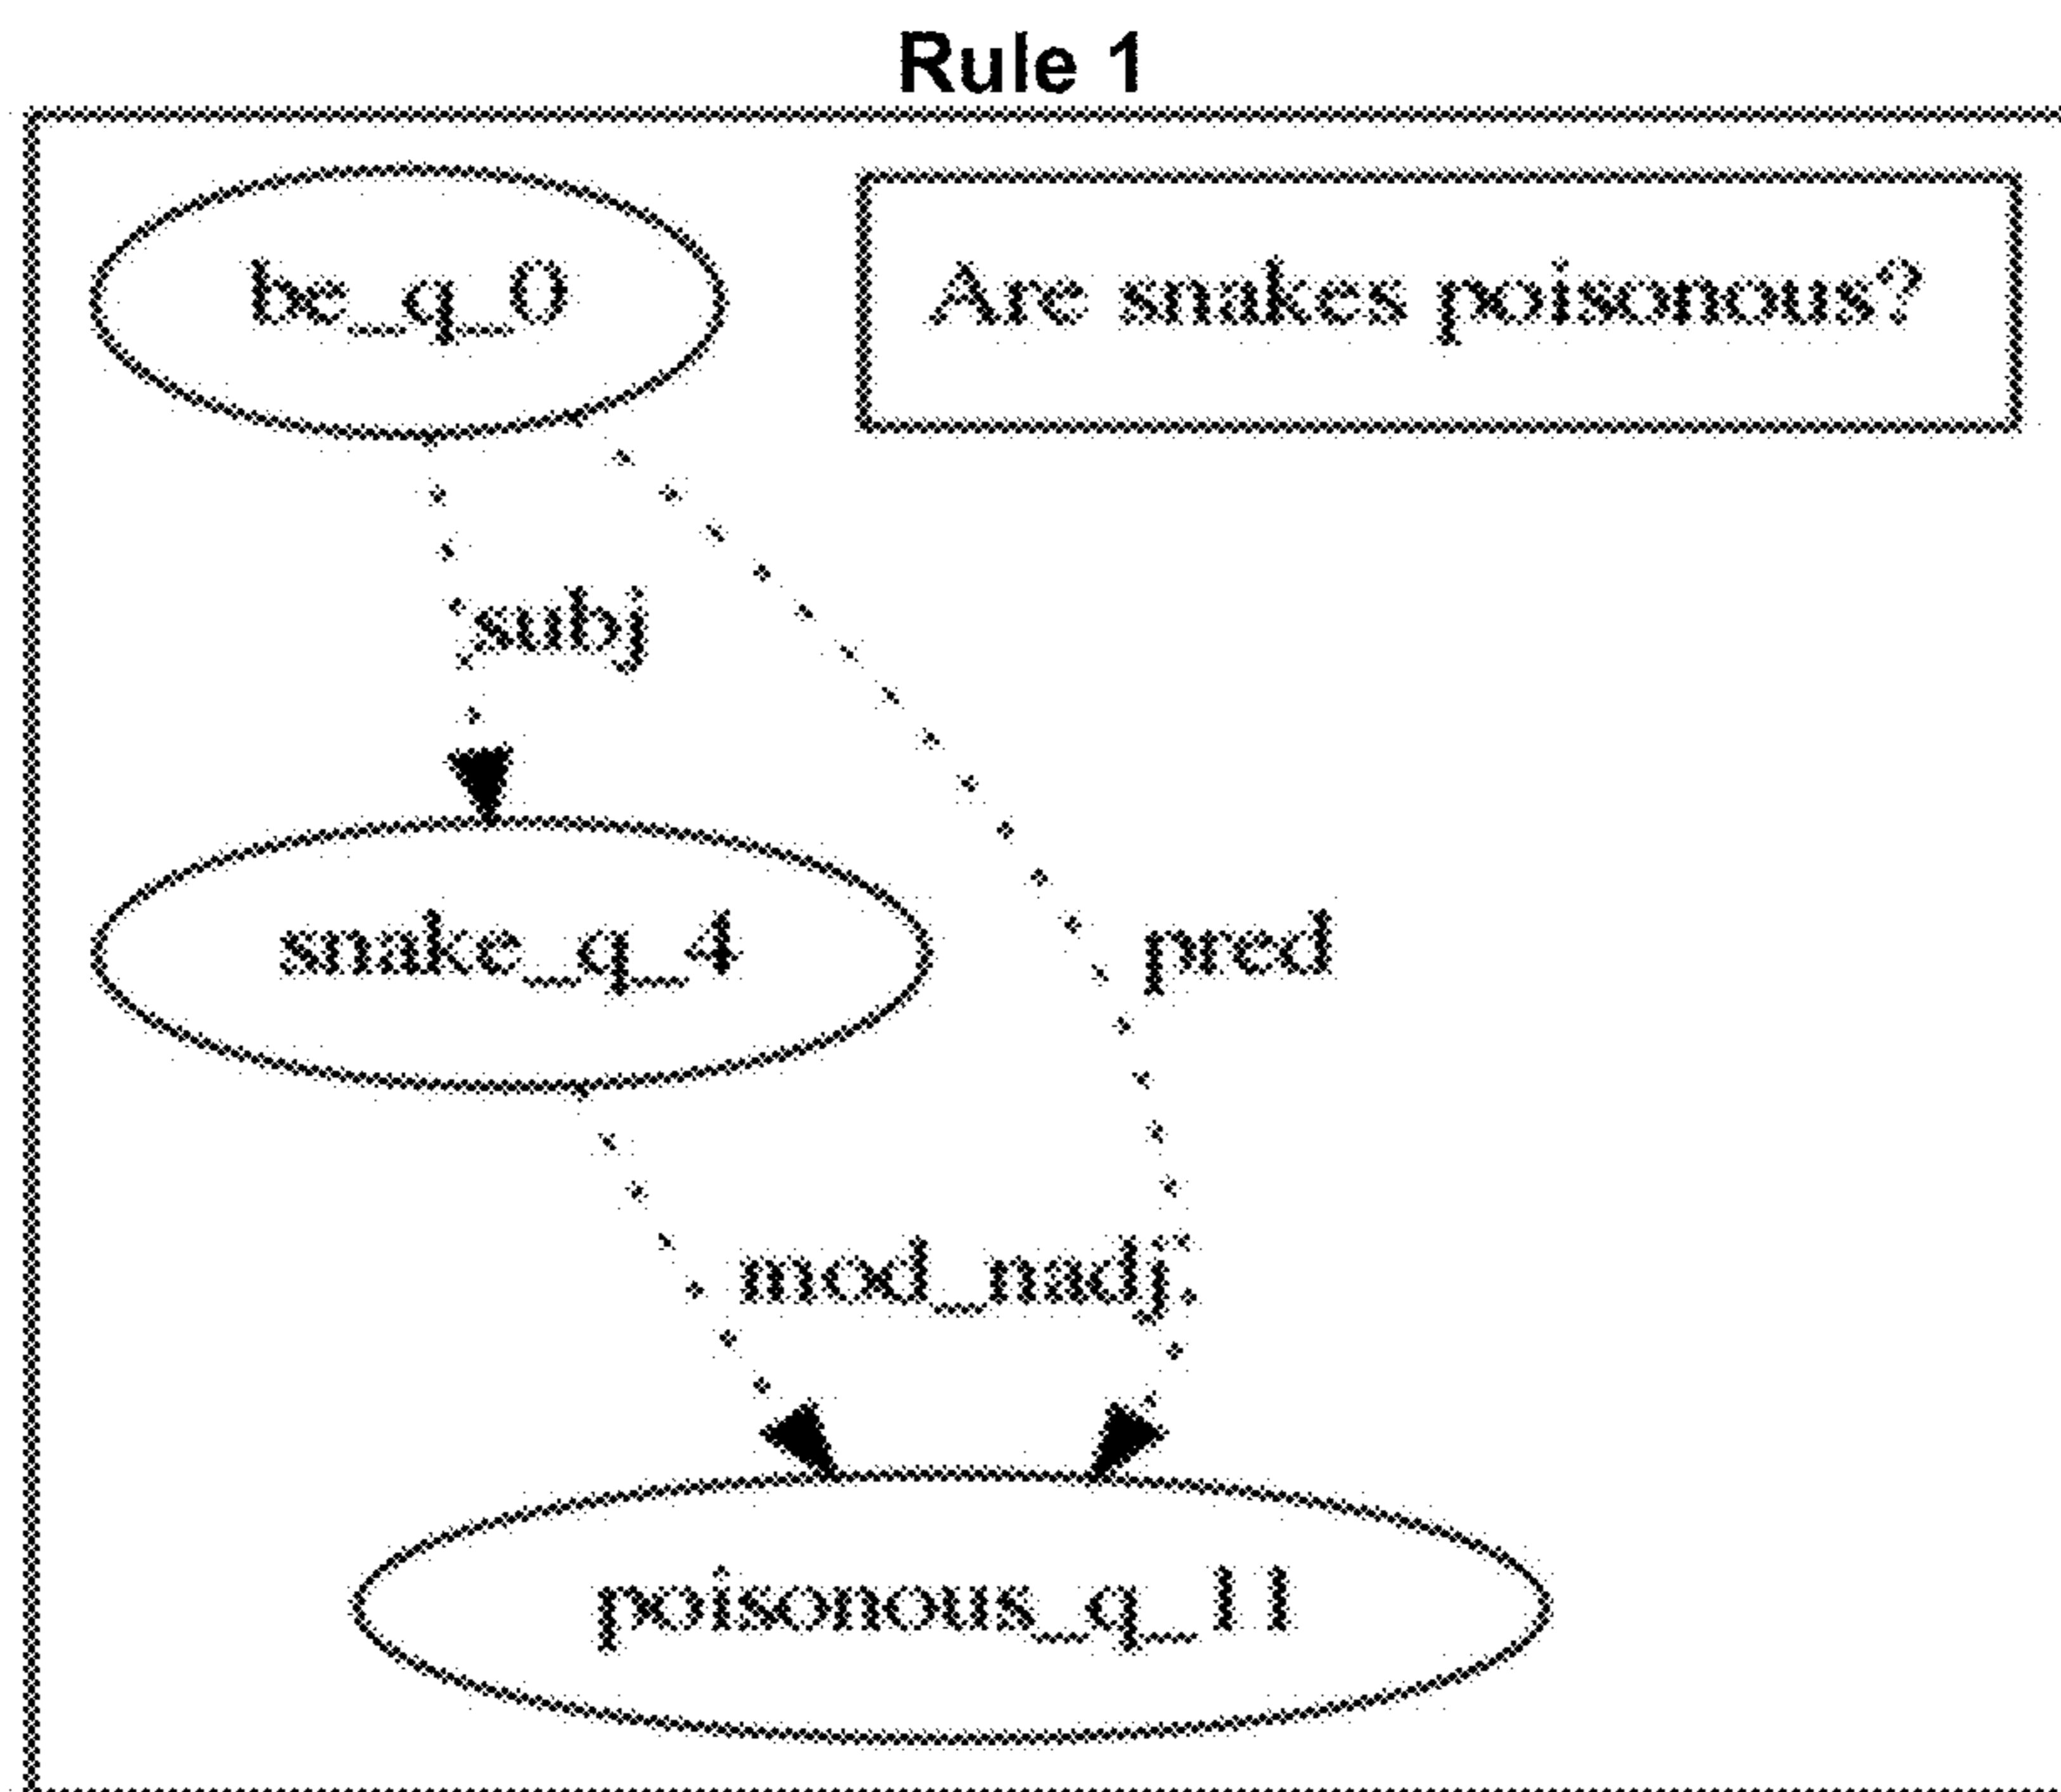 Rule 1
be_q_0
Are snakes poisonous?
subj
snake_q_4
pred
mod_nadj
poisonous_q_11